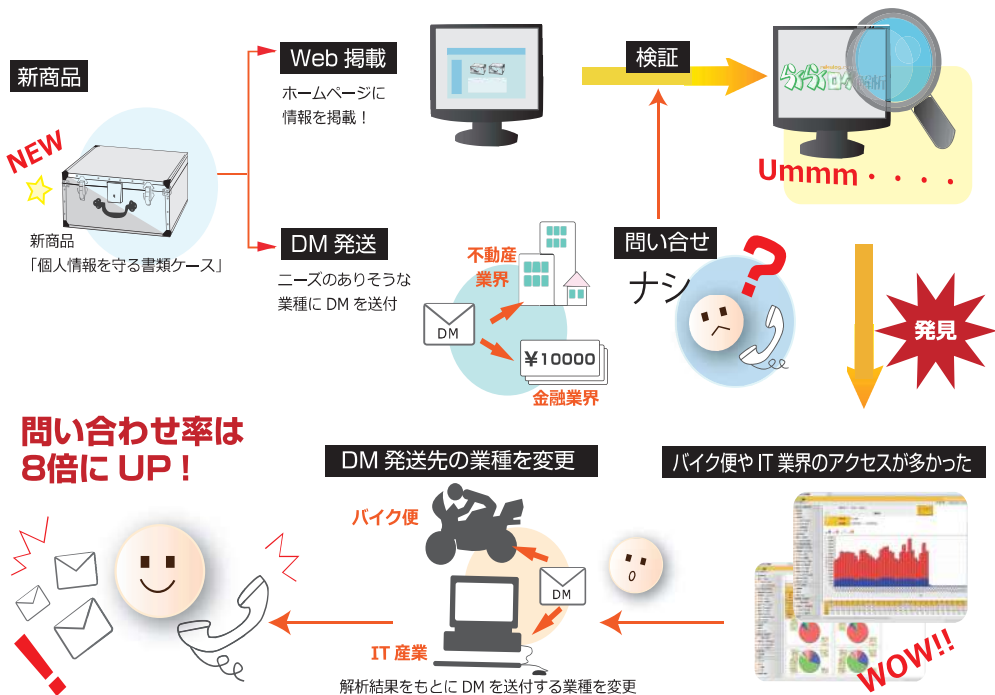 新商品
NEW
新商品
「個人情報を守る書類ケース」
Web 掲載
ホームページに
情報を掲載！
DM 発送
ニーズのありそうな
業種に DM を送付
DM
不動産
業界
¥10000
金融業界
検証
問い合せ
ナシ
?
らくらくログ解析
Ummm・・・・
発見
バイク便や IT 業界のアクセスが多かった
WOW!!
DM 発送先の業種を変更
バイク便
DM
IT 産業
解析結果をもとに DM を送付する業種を変更
問い合わせ率は
8倍に UP！
!